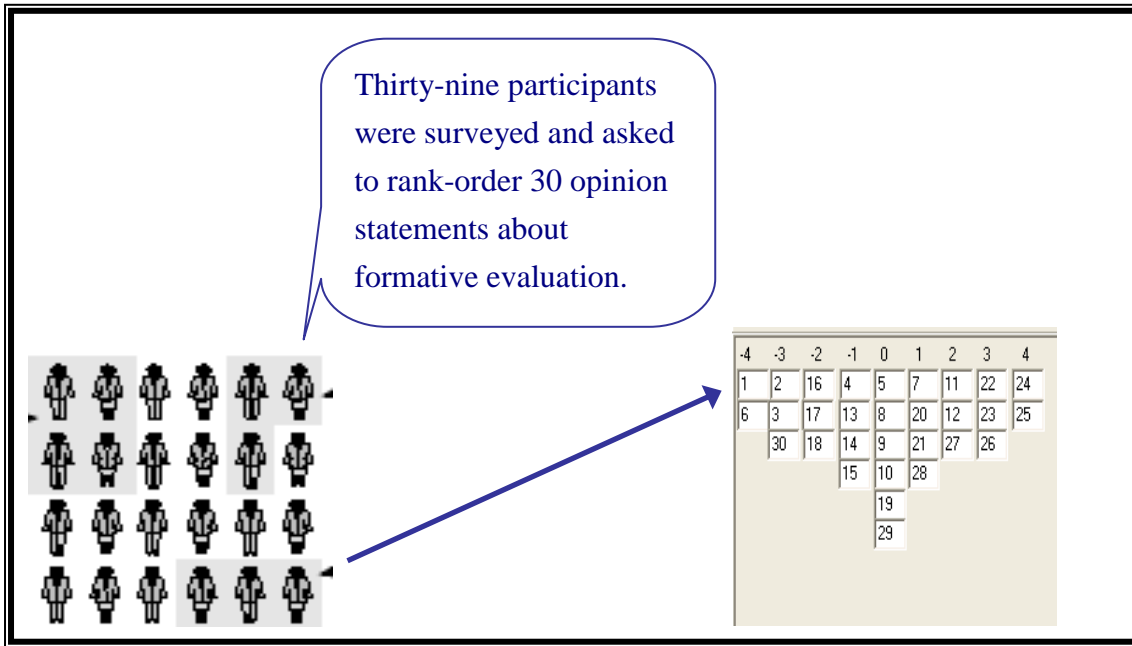 Thirty-nine participants
were surveyed and asked
to rank-order 30 opinion
statements about
formative evaluation.
-4 -3 -2 -1 0 1 2 3 4
1 2 16 4 5 7 11 22 24
6 3 17 13 8 20 12 23 25
30 18 14 9 21 27 26
15 10 28
19
29